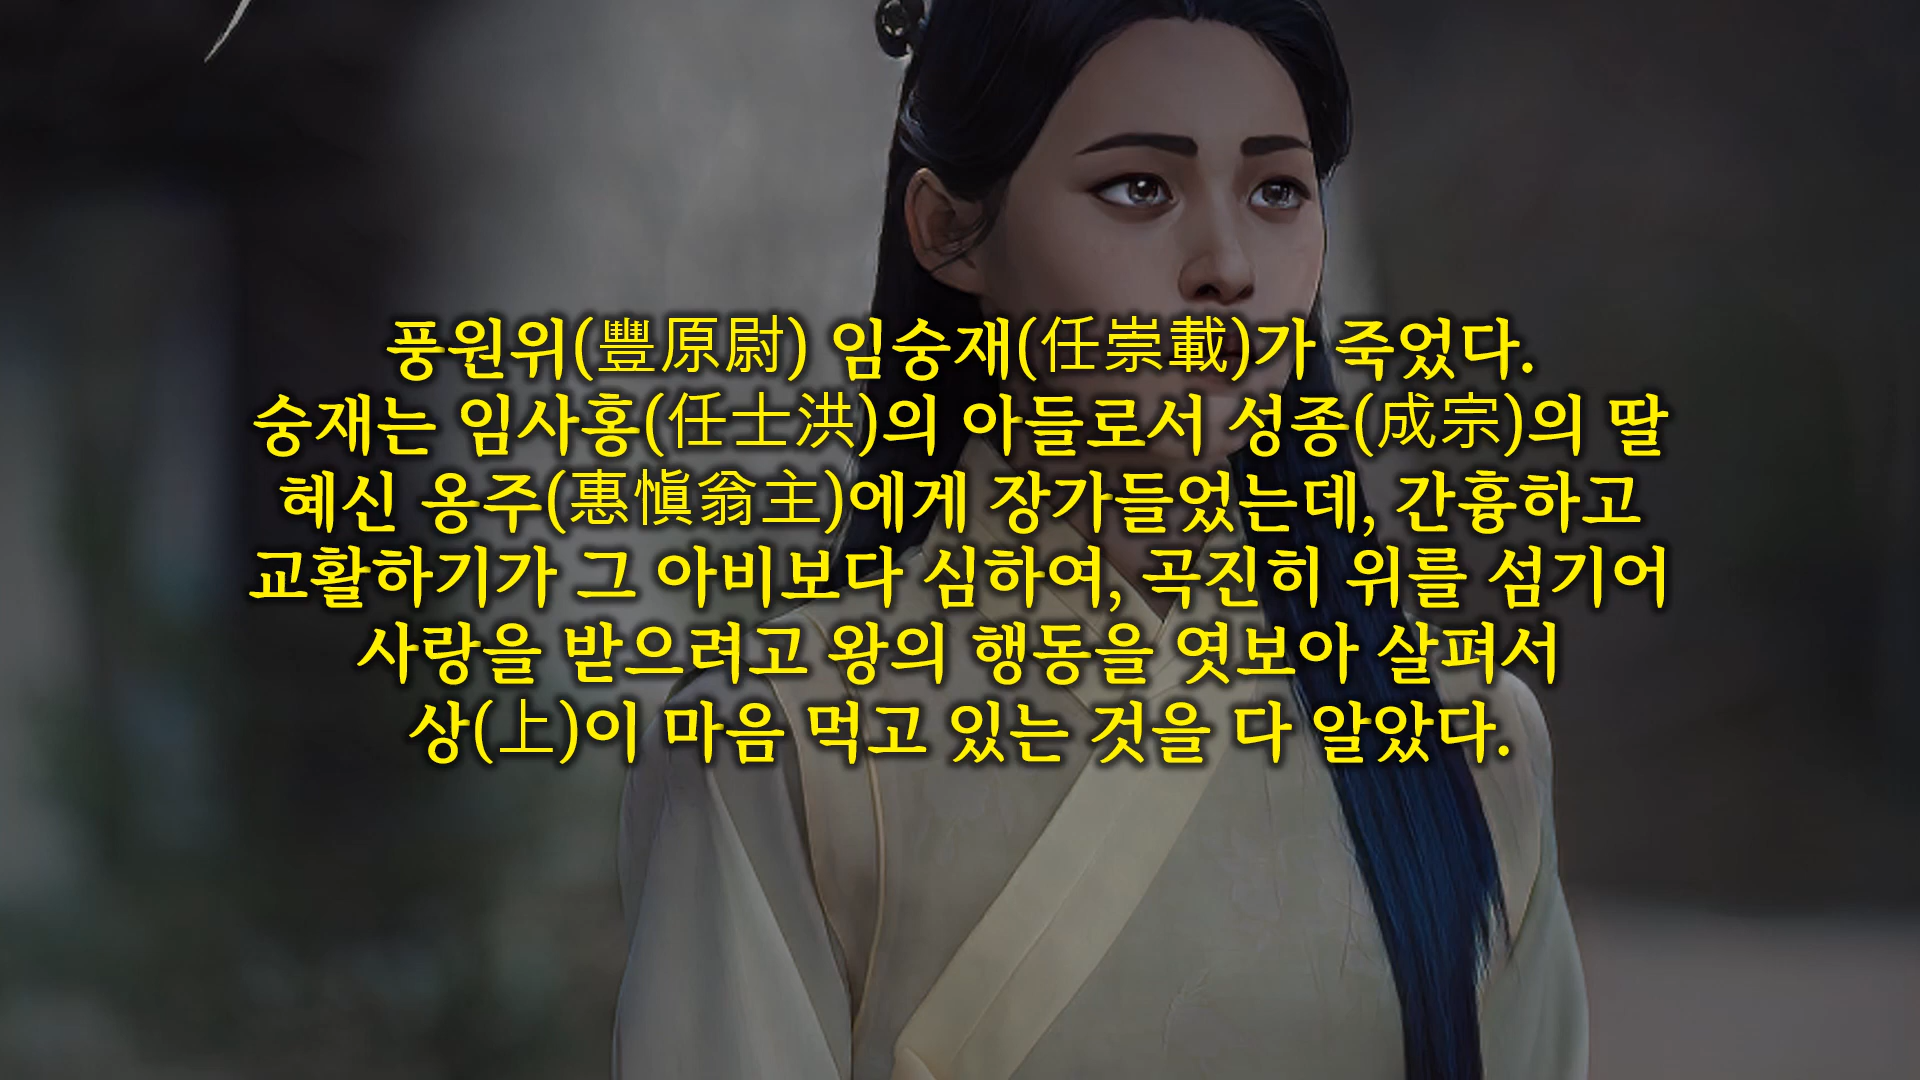 풍원위(豐原尉) 임숭재(任崇載)가 죽었다.
숭재는 임사홍(任士洪)의 아들로서 성종(成宗)의 딸
혜신 옹주(惠愼翁主)에게 장가들었는데, 간흉하고
교활하기가 그 아비보다 심하여, 곡진히 위를 섬기어
사랑을 받으려고 왕의 행동을 엿보아 살펴서
상(上)이 마음 먹고 있는 것을 다 알았다.